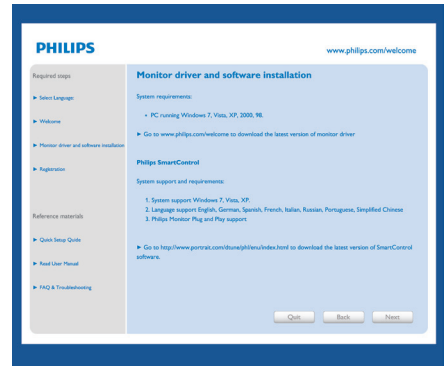 PHILIPS
www.philips.com/welcome
Required steps
► Select Language
► Welcome
► Monitor driver and software installation
► Registration
Reference materials
► Quick Setup Guide
► Read User Manual
► FAQ & Troubleshooting
Monitor driver and software installation
System requirements:
• PC running Windows 7, Vista, XP, 2000, 98.
► Go to www.philips.com/welcome to download the latest version of monitor driver
Philips SmartControl
System support and requirements:
1. System support Windows 7, Vista, XP.
2. Language support English, German, Spanish, French, Italian, Russian, Portuguese, Simplified Chinese
3. Philips Monitor Plug and Play support
► Go to http://www.portrait.com/dtune/phl/enu/index.html to download the latest version of SmartControl
software.
Quit
Back
Next